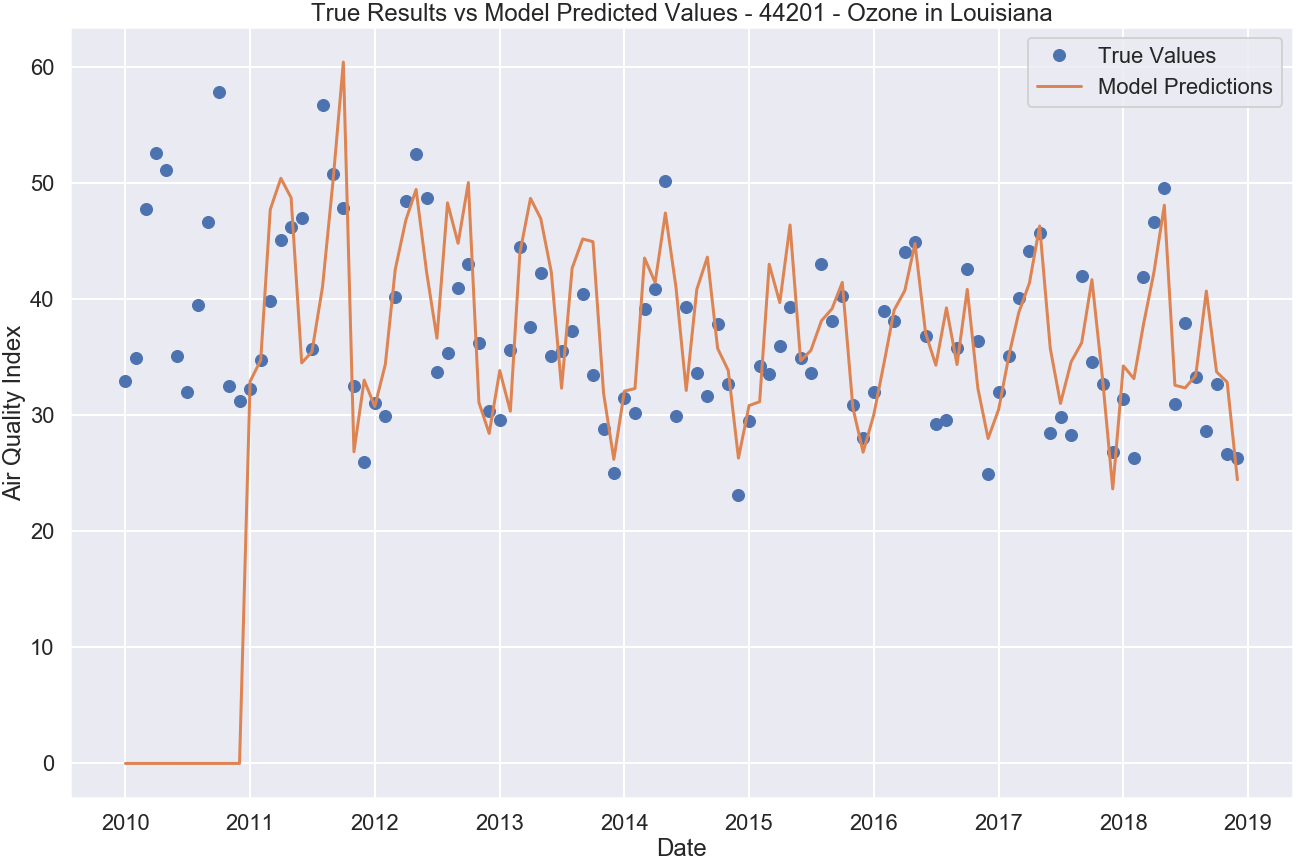 True Results vs Model Predicted Values - 44201 - Ozone in Louisiana
True Values
Model Predictions
60
50
40
30
20
10
0
Air Quality Index
2010 2011 2012 2013 2014 2015 2016 2017 2018 2019
Date